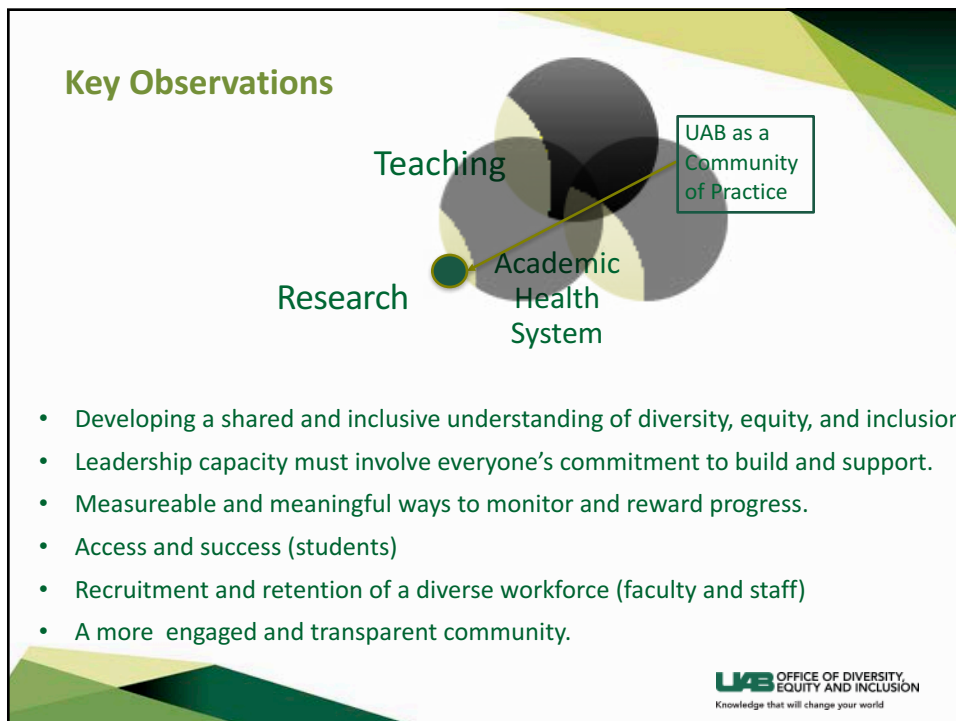 Key Observations
Teaching
UAB as a
Community
of Practice
Research
Academic
Health
System
• Developing a shared and inclusive understanding of diversity, equity, and inclusion
• Leadership capacity must involve everyone’s commitment to build and support.
• Measureable and meaningful ways to monitor and reward progress.
• Access and success (students)
• Recruitment and retention of a diverse workforce (faculty and staff)
• A more engaged and transparent community.
UAB OFFICE OF DIVERSITY,
EQUITY AND INCLUSION
Knowledge that will change your world